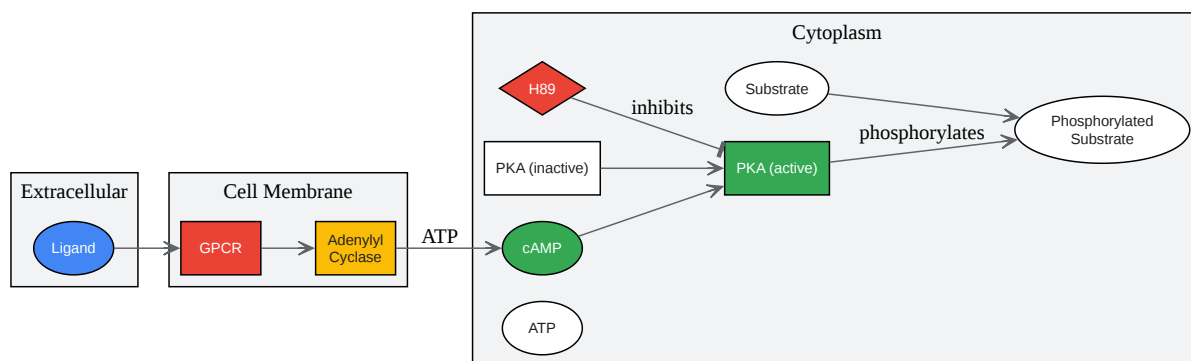 Cytoplasm
H89
Substrate
inhibits
Phosphorylated
Substrate
phosphorylates
PKA (inactive)
PKA (active)
Extracellular
Cell Membrane
Ligand
GPCR
Adenylyl
Cyclase
ATP
cAMP
ATP